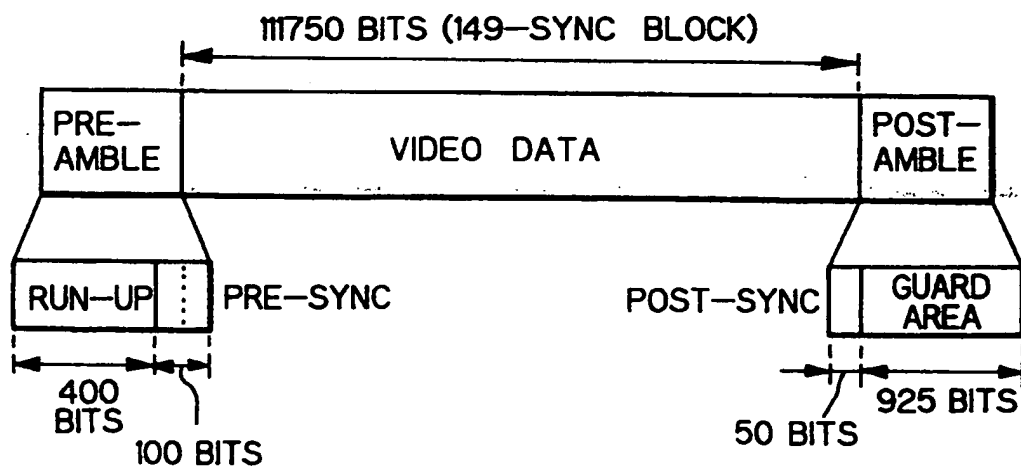 111750 BITS (149-SYNC BLOCK)
PRE-
AMBLE
VIDEO DATA
POST-
AMBLE
RUN-UP
PRE-SYNC
POST-SYNC
GUARD
AREA
400
BITS
100 BITS
50 BITS
925 BITS